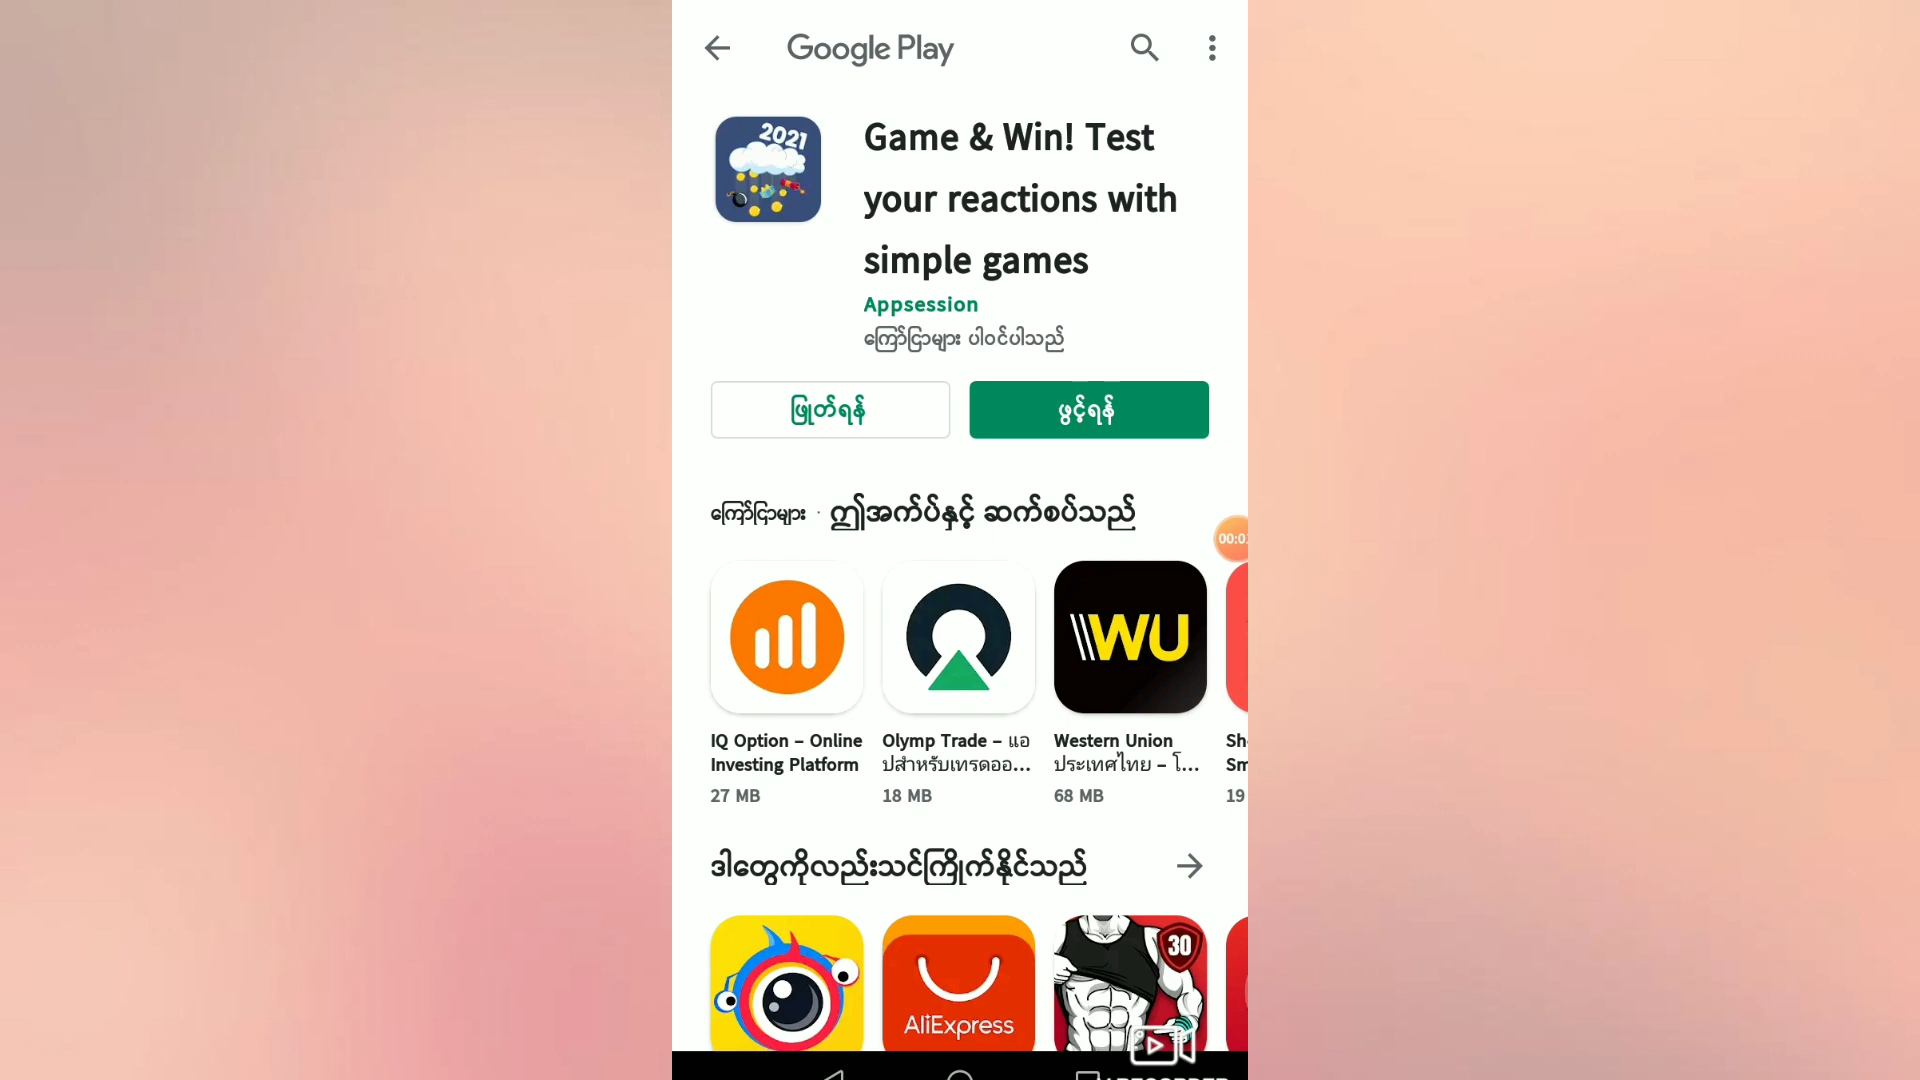 Google Play
2021
Game & Win! Test
your reactions with
simple games
Appsession
ကြော်ငြာများ ပါဝင်ပါသည်
ဖြုတ်ရန်
ဖွင့်ရန်
ကြော်ငြာများ · ဤအက်ပ်နှင့် ဆက်စပ်သည်
00:0
WU
IQ Option – Online
Investing Platform
27 MB
Olymp Trade – แอ
ปสำหรับเทรดออ...
18 MB
Western Union
ประเทศไทย – โ...
68 MB
Sh
Sm
19
ဒါတွေကိုလည်းသင်ကြိုက်နိုင်သည်
AliExpress
30